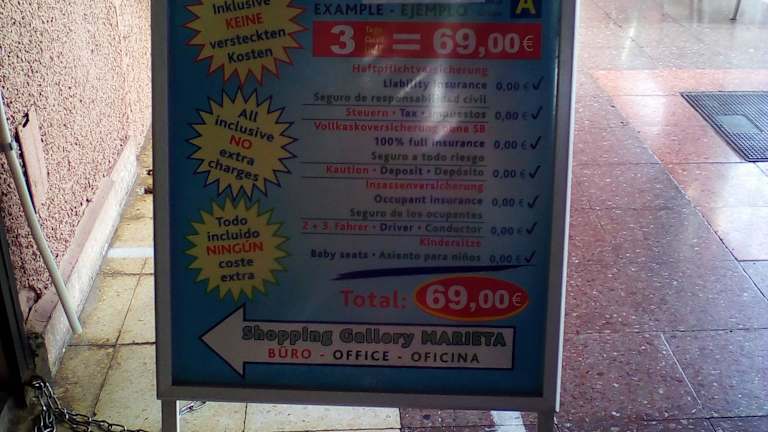 Inklusive
KEINE
versteckten
Kosten
EXAMPLE - EJEMPLO
A
3 Tage = 69,00€
Haftpflichtversicherung
Liability insurance 0,00 €✓
Seguro de responsabilidad civil
Steuern • Tax • Impuestos 0,00 €✓
Vollkaskoversicherung ohne SB
100% full insurance 0,00 €✓
Seguro a todo riesgo
Kaution • Deposit • Depósito 0,00 €✓
Insassenversicherung
Occupant insurance 0,00 €✓
Seguro de los ocupantes
2 + 3. Fahrer • Driver • Conductor 0,00 €✓
Kindersitze
Baby seats • Asiento para niños 0,00 €✓
Total: 69,00€
All
inclusive
NO
extra
charges
Todo
incluido
NINGÚN
coste
extra
Shopping Gallery MARIETA
BÜRO - OFFICE - OFICINA